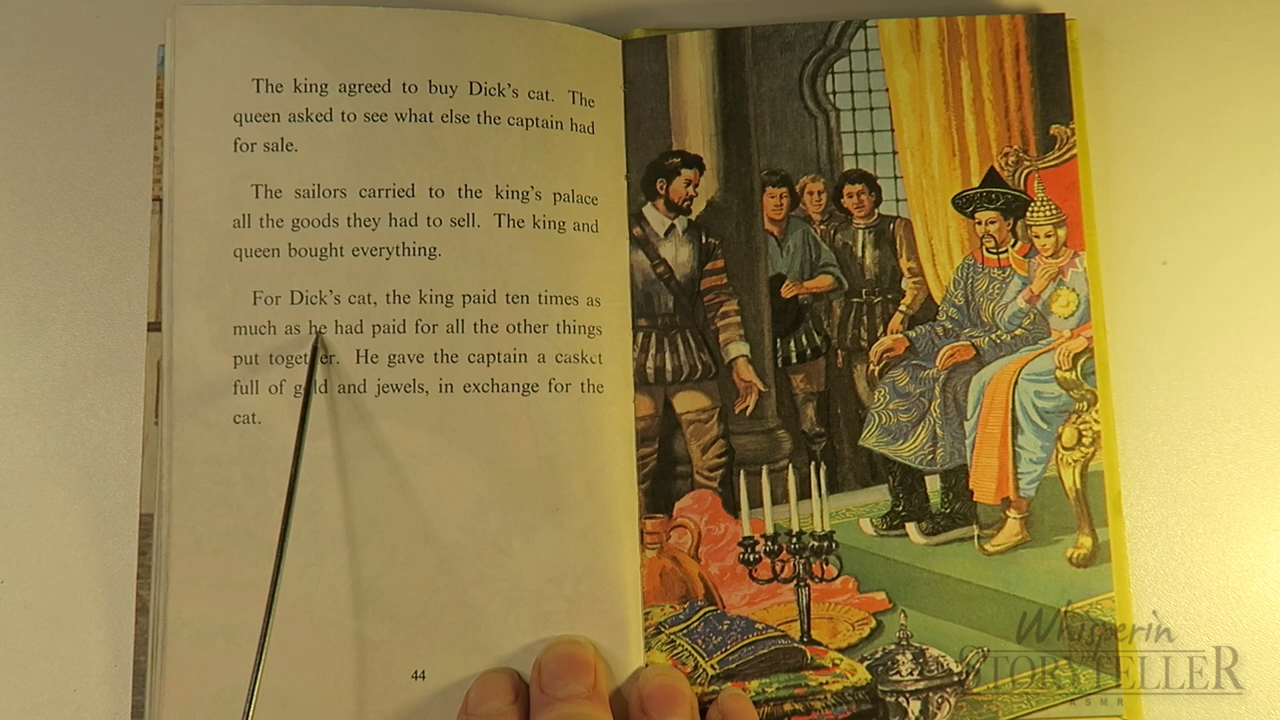 The king agreed to buy Dick's cat. The
queen asked to see what else the captain had
for sale.
The sailors carried to the king's palace
all the goods they had to sell. The king and
queen bought everything.
For Dick's cat, the king paid ten times as
much as he had paid for all the other things
put together. He gave the captain a casket
full of gold and jewels, in exchange for the
cat.
44
Whisperin
STORYTELLER
ASMR